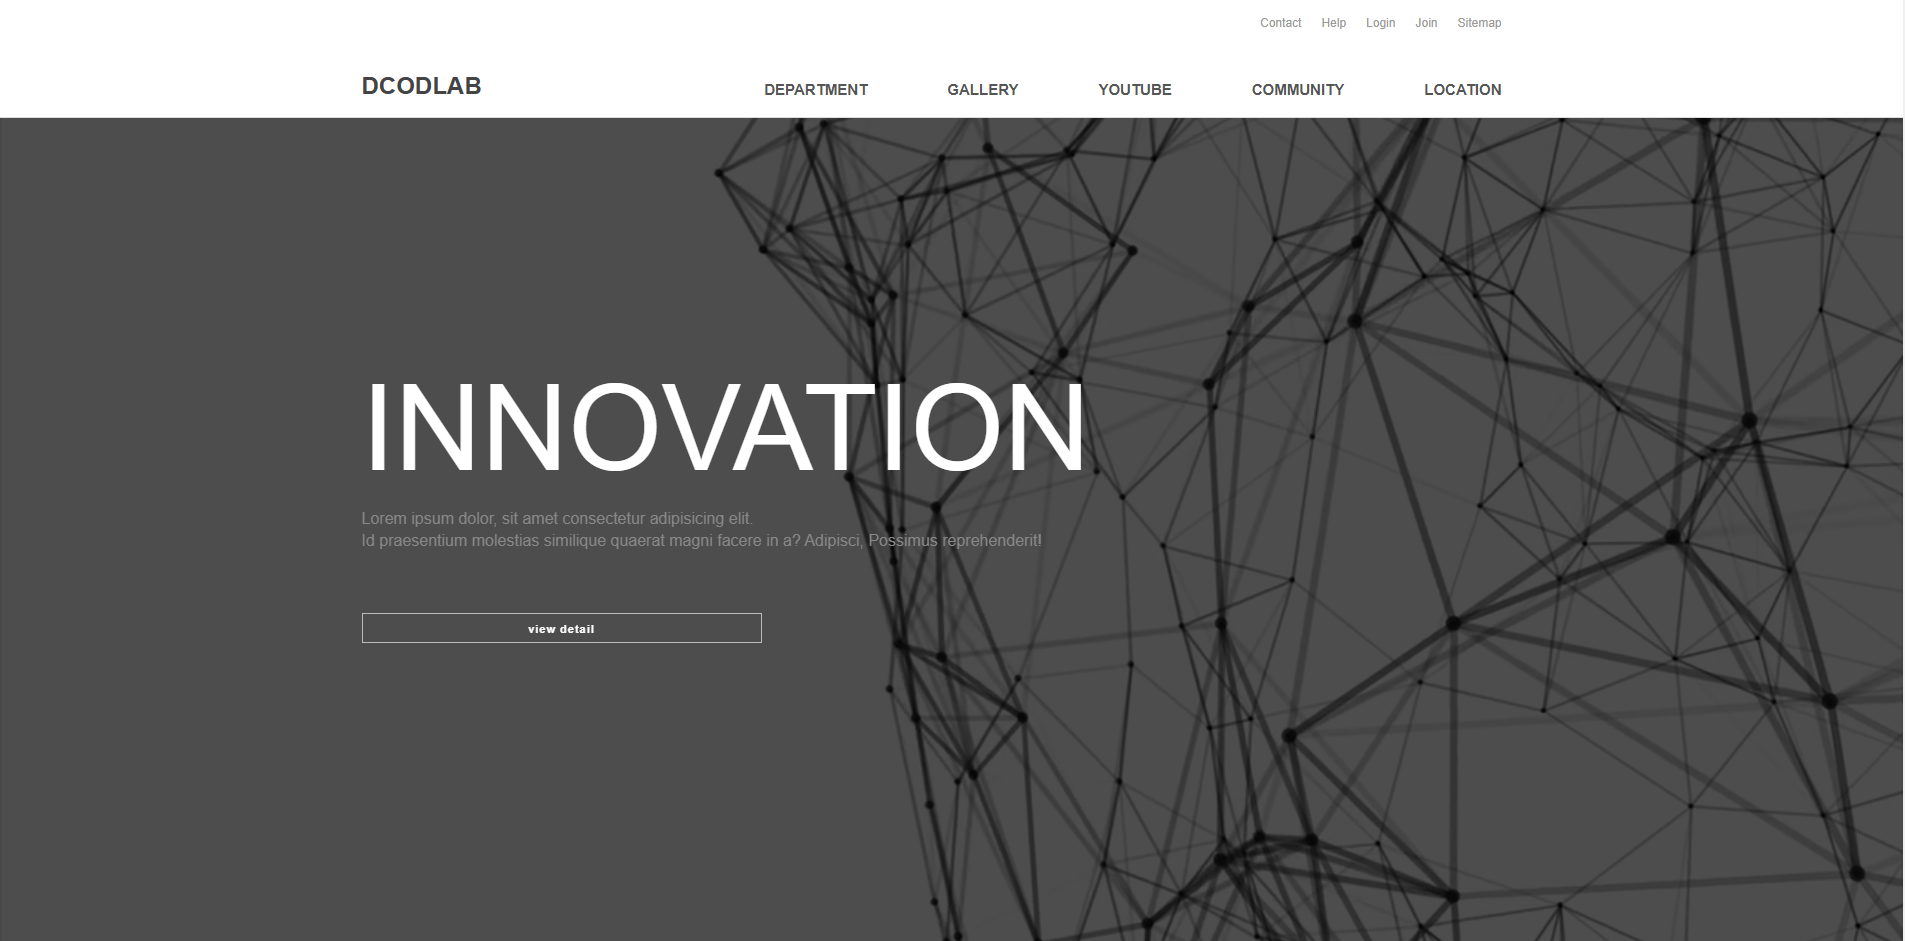 Contact Help Login Join Sitemap
DCODLAB DEPARTMENT GALLERY YOUTUBE COMMUNITY LOCATION
INNOVATION
Lorem ipsum dolor, sit amet consectetur adipisicing elit.
Id praesentium molestias similique quaerat magni facere in a? Adipisci, Possimus reprehenderit!
view detail